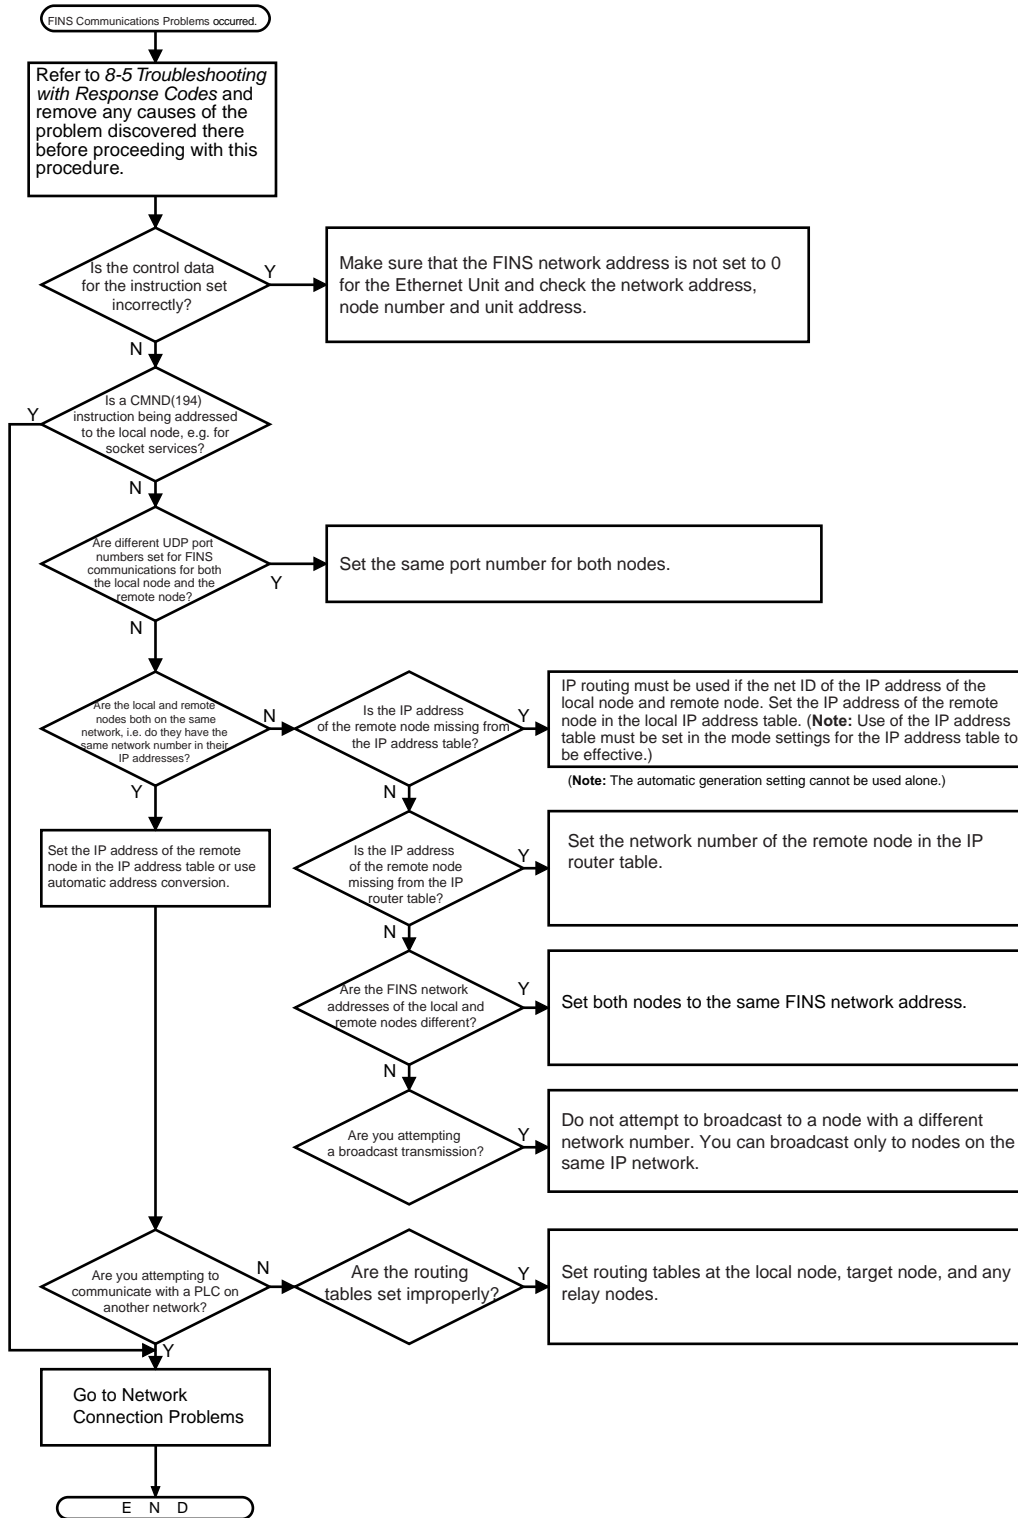 FINS Communications Problems occurred.
Refer to 8-5 Troubleshooting
with Response Codes and
remove any causes of the
problem discovered there
before proceeding with this
procedure.
Is the control data
for the instruction set
incorrectly?
Y
Make sure that the FINS network address is not set to 0
for the Ethernet Unit and check the network address,
node number and unit address.
N
Is a CMND(194)
instruction being addressed
to the local node, e.g. for
socket services?
Y
N
Are different UDP port
numbers set for FINS
communications for both
the local node and the
remote node?
Y
Set the same port number for both nodes.
N
Are the local and remote
nodes both on the same
network, i.e. do they have the
same network number in their
IP addresses?
N
Is the IP address
of the remote node missing from
the IP address table?
Y
IP routing must be used if the net ID of the IP address of the
local node and remote node. Set the IP address of the remote
node in the local IP address table. (Note: Use of the IP address
table must be set in the mode settings for the IP address table to
be effective.)
(Note: The automatic generation setting cannot be used alone.)
Y
N
Set the IP address of the remote
node in the IP address table or use
automatic address conversion.
Is the IP address
of the remote node
missing from the IP
router table?
Y
Set the network number of the remote node in the IP
router table.
N
Are the FINS network
addresses of the local and
remote nodes different?
Y
Set both nodes to the same FINS network address.
N
Are you attempting
a broadcast transmission?
Y
Do not attempt to broadcast to a node with a different
network number. You can broadcast only to nodes on the
same IP network.
Are you attempting to
communicate with a PLC on
another network?
N
Are the routing
tables set improperly?
Y
Set routing tables at the local node, target node, and any
relay nodes.
Y
Go to Network
Connection Problems
E N D